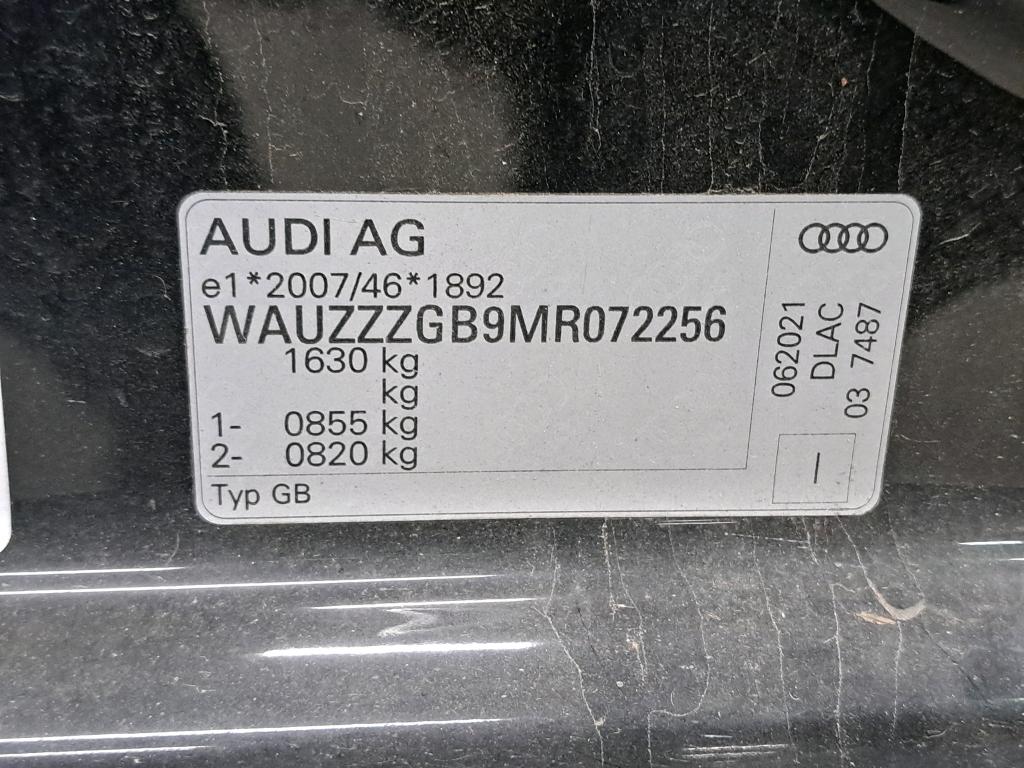 AUDI AG
e1*2007/46*1892
WAUZZZGB9MR072256
1630 kg
kg
1- 0855 kg
2- 0820 kg
Typ GB
062021
DLAC
03 7487